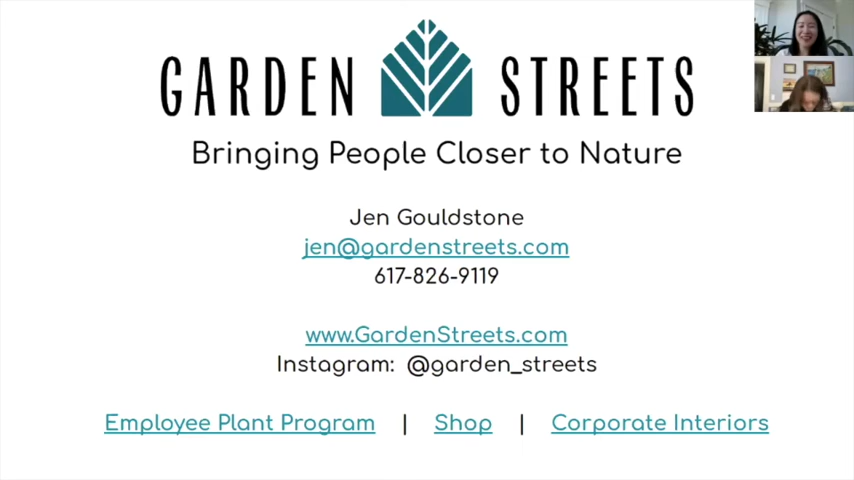 GARDEN STREETS
Bringing People Closer to Nature
Jen Gouldstone
jen@gardenstreets.com
617-826-9119
www.GardenStreets.com
Instagram: @garden_streets
Employee Plant Program | Shop | Corporate Interiors